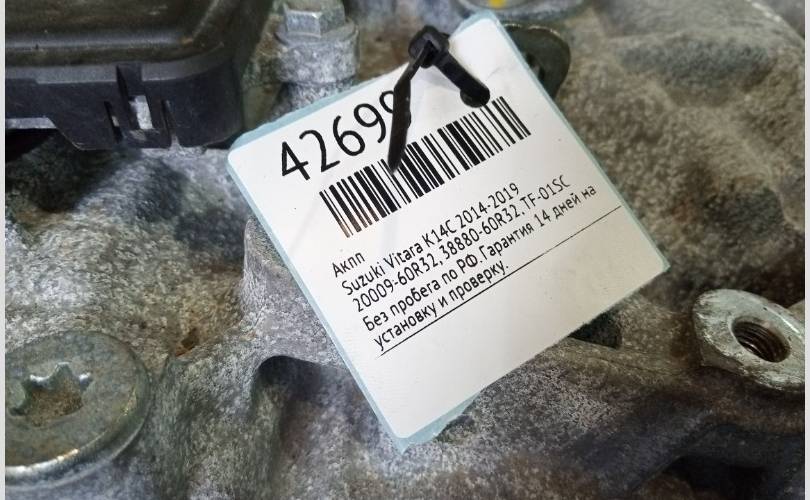 42699
Акпп
Suzuki Vitara K14C 2014-2019
20009-60R32, 38880-60R32. TF-01SC
Без пробега по РФ.Гарантия 14 дней на
установку и проверку.